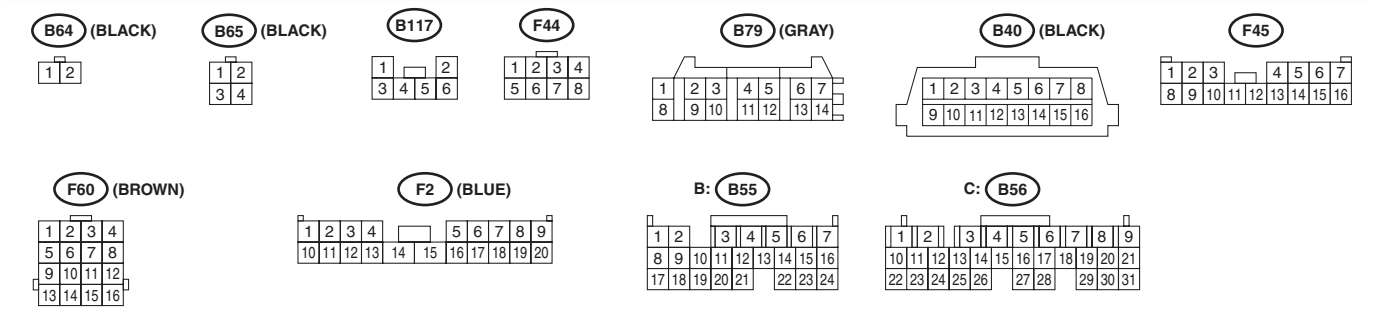 B64 (BLACK) B65 (BLACK) B117 F44 B79 (GRAY) B40 (BLACK) F45
1 2
1 2
3 4
1 2
3 4 5 6
1 2 3 4
5 6 7 8
1 2 3 4 5 6 7
8 9 10 11 12 13 14
1 2 3 4 5 6 7 8
9 10 11 12 13 14 15 16
1 2 3 4 5 6 7
8 9 10 11 12 13 14 15 16
F60 (BROWN) F2 (BLUE) B: B55 C: B56
1 2 3 4
5 6 7 8
9 10 11 12
13 14 15 16
1 2 3 4 5 6 7 8 9
10 11 12 13 14 15 16 17 18 19 20
1 2 3 4 5 6 7
8 9 10 11 12 13 14 15 16
17 18 19 20 21 22 23 24
1 2 3 4 5 6 7 8 9
10 11 12 13 14 15 16 17 18 19 20 21
22 23 24 25 26 27 28 29 30 31